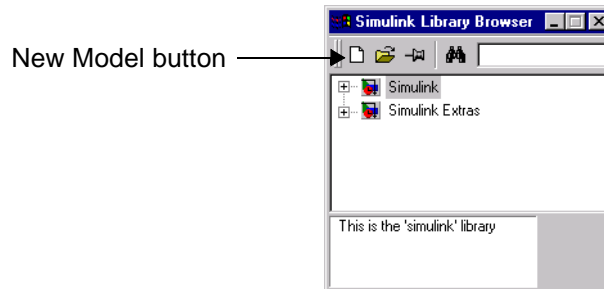 Simulink Library Browser
New Model button
Simulink
Simulink Extras
This is the 'simulink' library